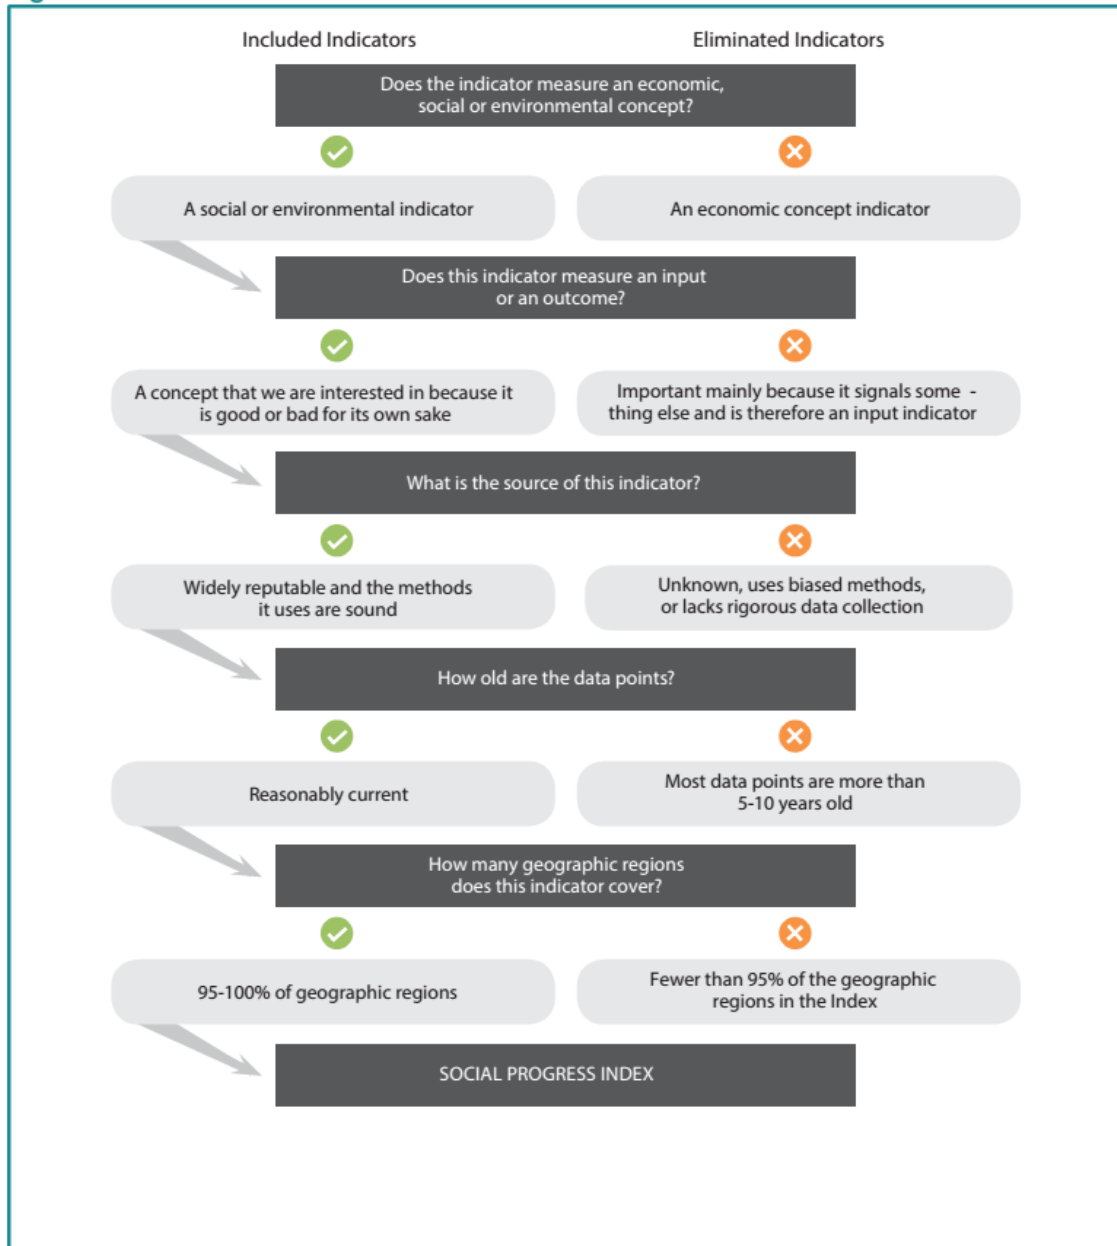 Included Indicators
Eliminated Indicators
Does the indicator measure an economic,
social or environmental concept?
A social or environmental indicator
An economic concept indicator
Does this indicator measure an input
or an outcome?
A concept that we are interested in because it
is good or bad for its own sake
Important mainly because it signals some -
thing else and is therefore an input indicator
What is the source of this indicator?
Widely reputable and the methods
it uses are sound
Unknown, uses biased methods,
or lacks rigorous data collection
How old are the data points?
Reasonably current
Most data points are more than
5-10 years old
How many geographic regions
does this indicator cover?
95-100% of geographic regions
Fewer than 95% of the geographic
regions in the Index
SOCIAL PROGRESS INDEX